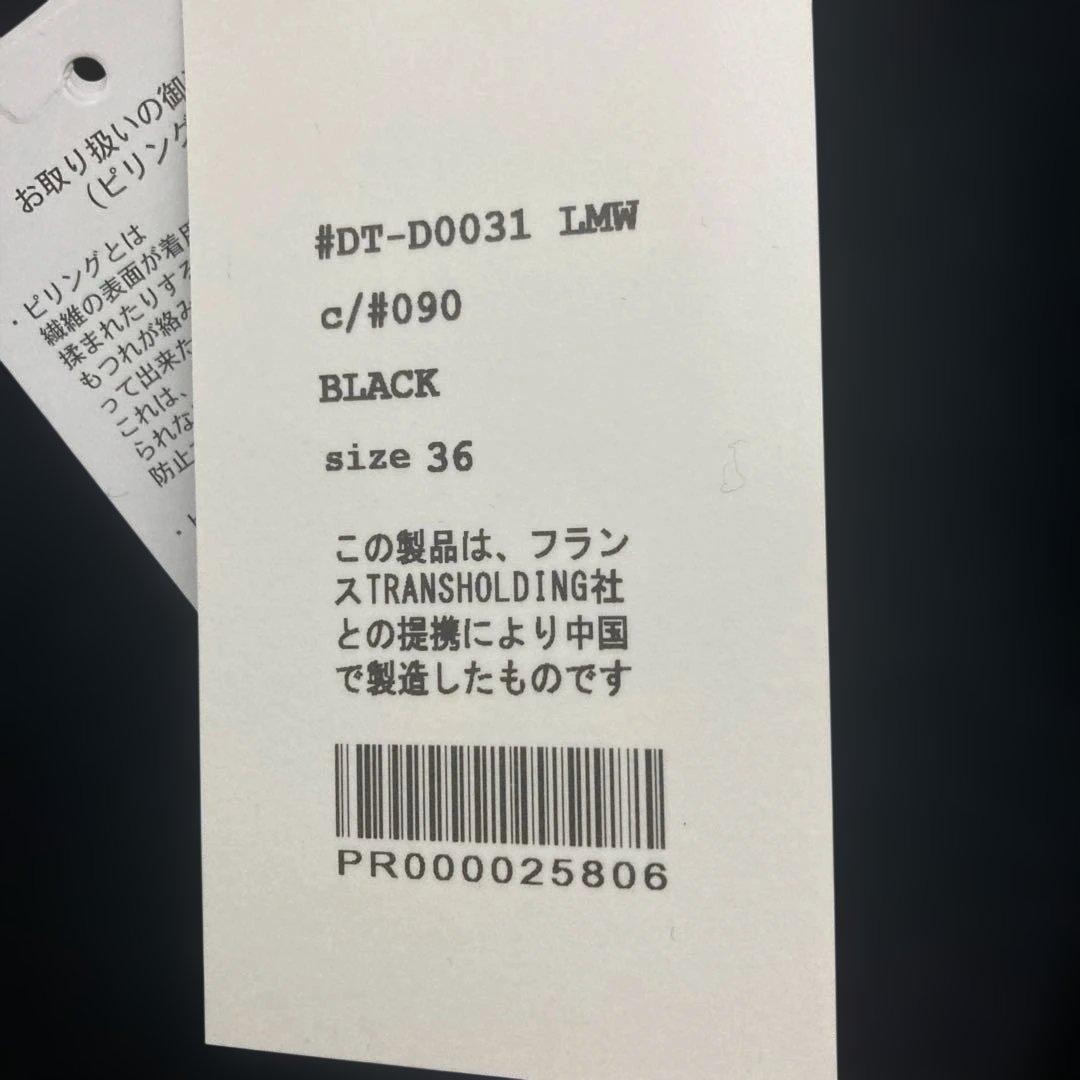 お取り扱いの御
(ピリング
・ピリングとは
繊維の表面が着用
揉まれたりする
もつれが絡み
って出来た
これは、
られな
防止
#DT-D0031 LMW
c/#090
BLACK
size 36
この製品は、フラン
スTRANSHOLDING社
との提携により中国
で製造したものです
PR000025806